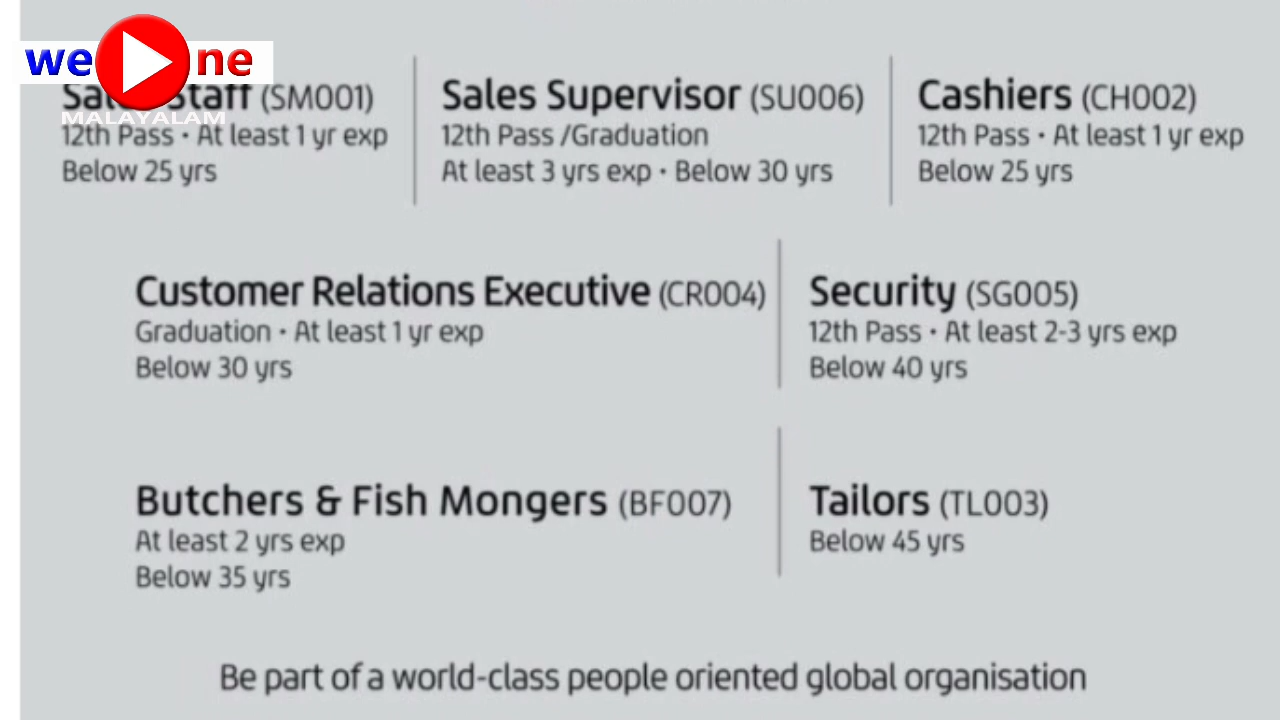 we ne
MALAYALAM
Sales Staff (SM001)
12th Pass • At least 1 yr exp
Below 25 yrs
Sales Supervisor (SU006)
12th Pass /Graduation
At least 3 yrs exp • Below 30 yrs
Cashiers (CH002)
12th Pass • At least 1 yr exp
Below 25 yrs
Customer Relations Executive (CR004)
Graduation • At least 1 yr exp
Below 30 yrs
Security (SG005)
12th Pass • At least 2-3 yrs exp
Below 40 yrs
Butchers & Fish Mongers (BF007)
At least 2 yrs exp
Below 35 yrs
Tailors (TL003)
Below 45 yrs
Be part of a world-class people oriented global organisation